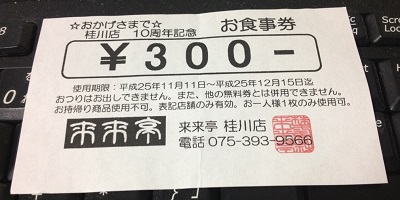 ☆おかげさまで☆
桂川店 10周年記念 お食事券
¥300-
使用期限：平成25年11月11日～平成25年12月15日迄
おつりはお出しできません。また、他の無料券とは併用できません。
お持帰り商品使用不可。表記店舗のみ有効。お一人様1枚のみ使用可。
来来亭 来来亭 桂川店
電話 075-393-9366